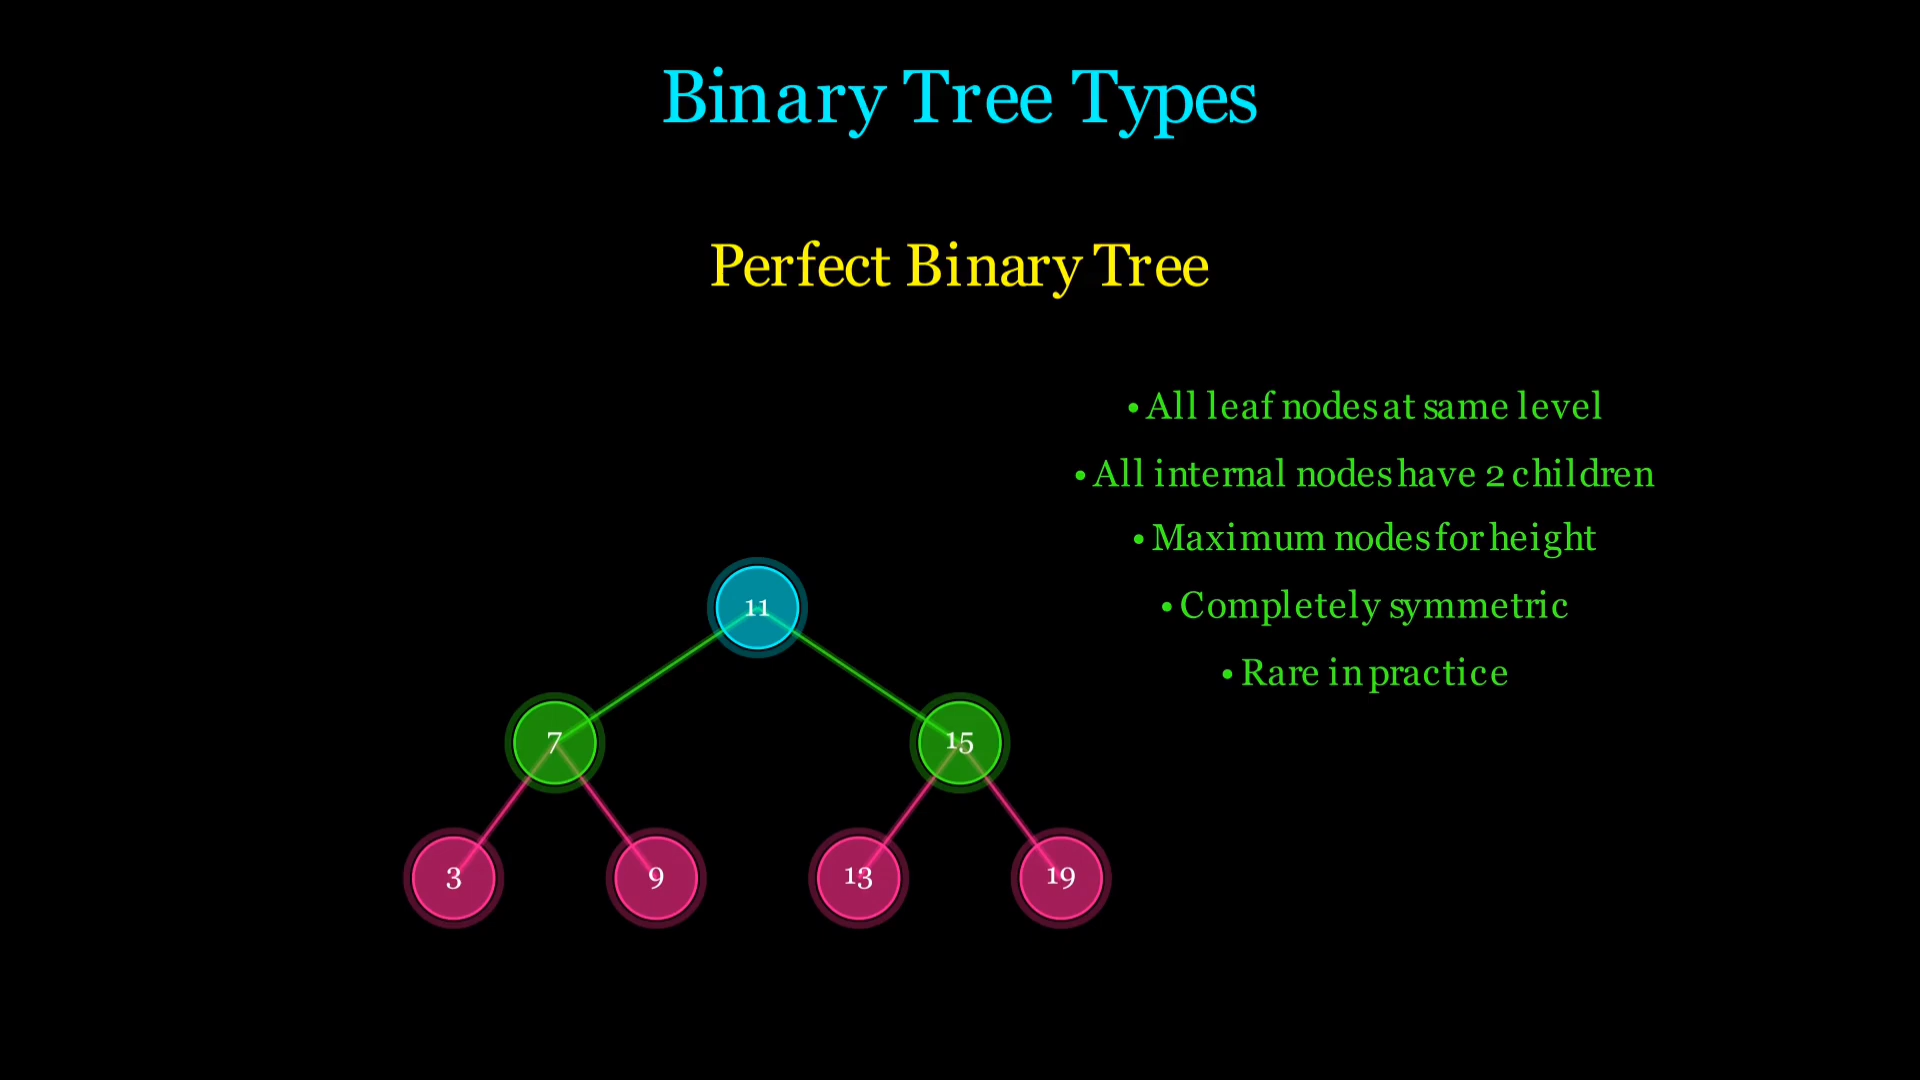 Binary Tree Types
Perfect Binary Tree
• All leaf nodes at same level
• All internal nodes have 2 children
• Maximum nodes for height
• Completely symmetric
• Rare in practice
11
7 15
3 9 13 19